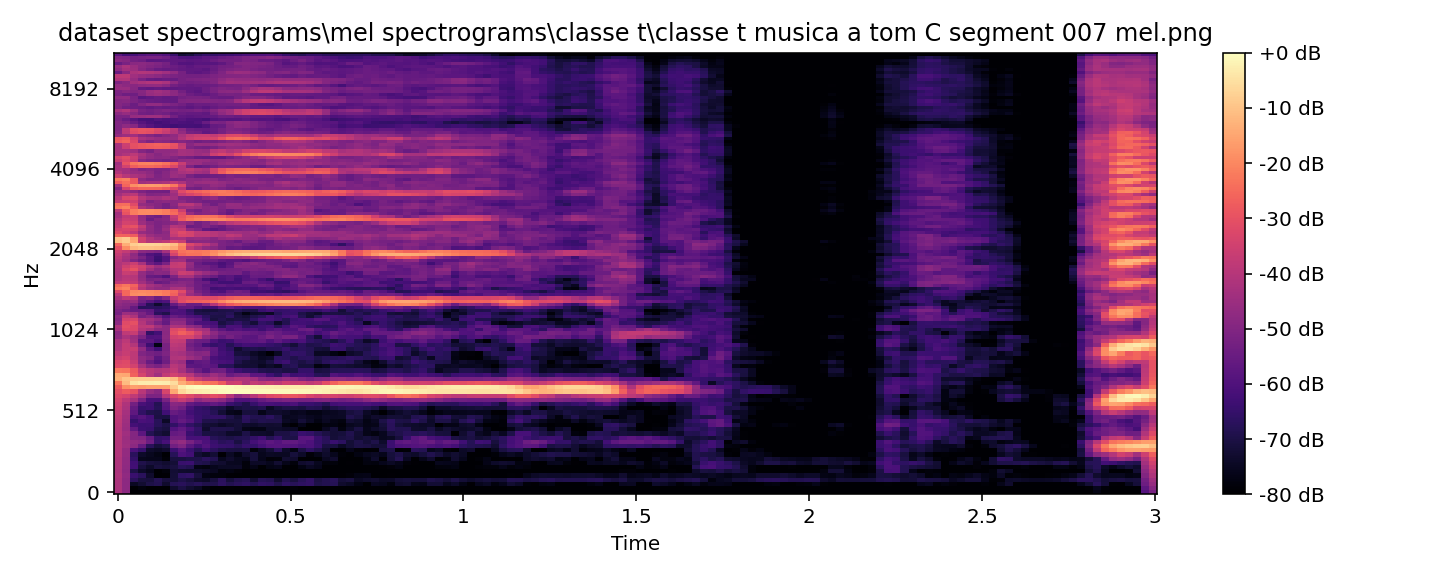 dataset spectrograms\mel spectrograms\classe t\classe t musica a tom C segment 007 mel.png
8192
4096
2048
1024
512
0
Hz
0
0.5
1
1.5
2
2.5
3
Time
+0 dB
-10 dB
-20 dB
-30 dB
-40 dB
-50 dB
-60 dB
-70 dB
-80 dB